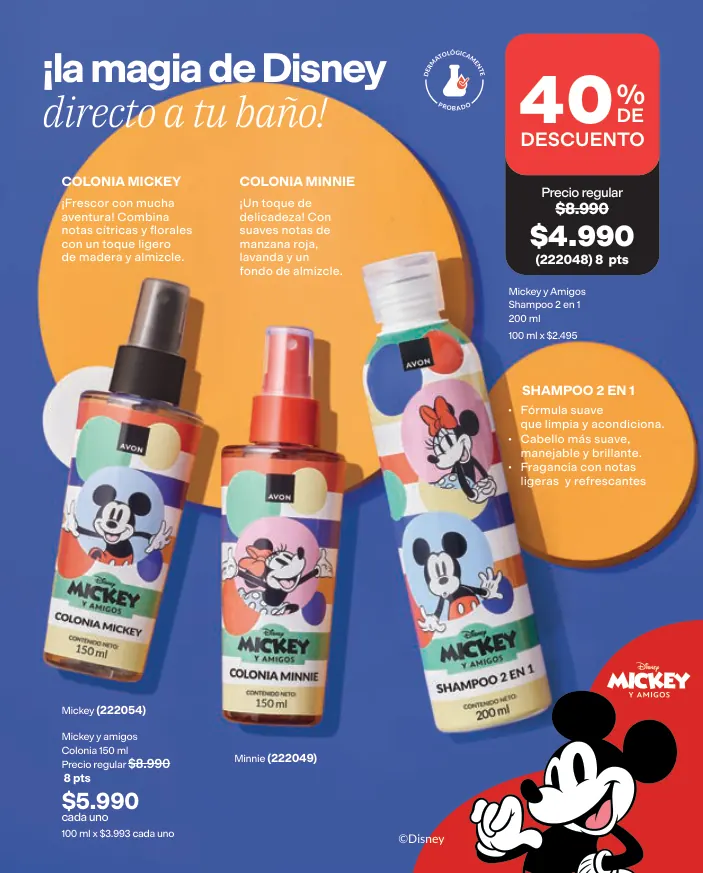 ¡la magia de Disney
directo a tu baño!
DERMATOLÓGICAMENTE
PROBADO
40%
DE
DESCUENTO
Precio regular
$8.990
$4.990
(222048) 8 pts
Mickey y Amigos
Shampoo 2 en 1
200 ml
100 ml x $2.495
COLONIA MICKEY
¡Frescor con mucha
aventura! Combina
notas cítricas y florales
con un toque ligero
de madera y almizcle.
COLONIA MINNIE
¡Un toque de
delicadeza! Con
suaves notas de
manzana roja,
lavanda y un
fondo de almizcle.
SHAMPOO 2 EN 1
• Fórmula suave
que limpia y acondiciona.
• Cabello más suave,
manejable y brillante.
• Fragancia con notas
ligeras y refrescantes
AVON
Disney
MICKEY
Y AMIGOS
COLONIA MICKEY
CONTENIDO NETO:
150 ml
AVON
Disney
MICKEY
Y AMIGOS
COLONIA MINNIE
CONTENIDO NETO:
150 ml
AVON
Disney
MICKEY
Y AMIGOS
SHAMPOO 2 EN 1
CONTENIDO NETO:
200 ml
Mickey (222054)
Mickey y amigos
Colonia 150 ml
Precio regular $8.990
8 pts
$5.990
cada uno
100 ml x $3.993 cada uno
Minnie (222049)
Disney
MICKEY
Y AMIGOS
©Disney